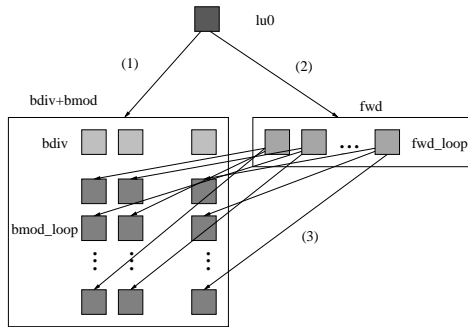 lu0
(1)
(2)
bdiv+bmod
fwd
bdiv
...
fwd_loop
bmod_loop
(3)